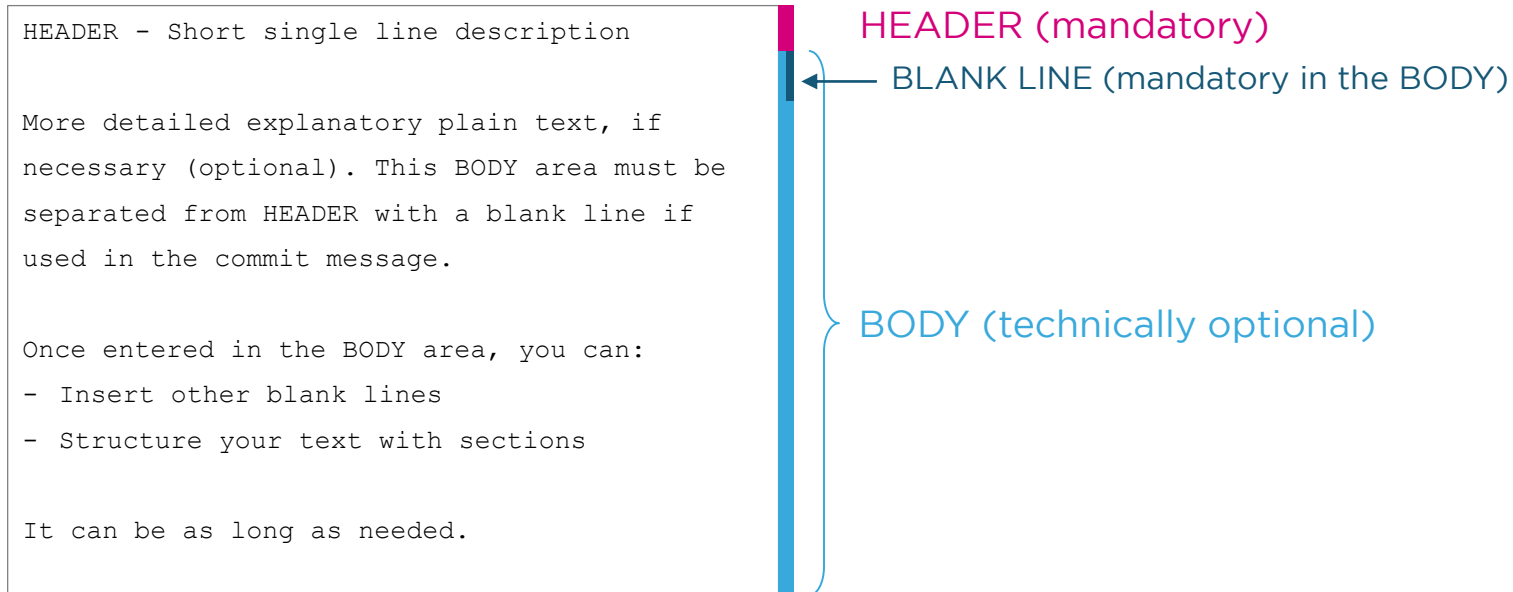 HEADER - Short single line description
HEADER (mandatory)
BLANK LINE (mandatory in the BODY)
More detailed explanatory plain text, if
necessary (optional). This BODY area must be
separated from HEADER with a blank line if
used in the commit message.
Once entered in the BODY area, you can:
- Insert other blank lines
- Structure your text with sections
It can be as long as needed.
BODY (technically optional)